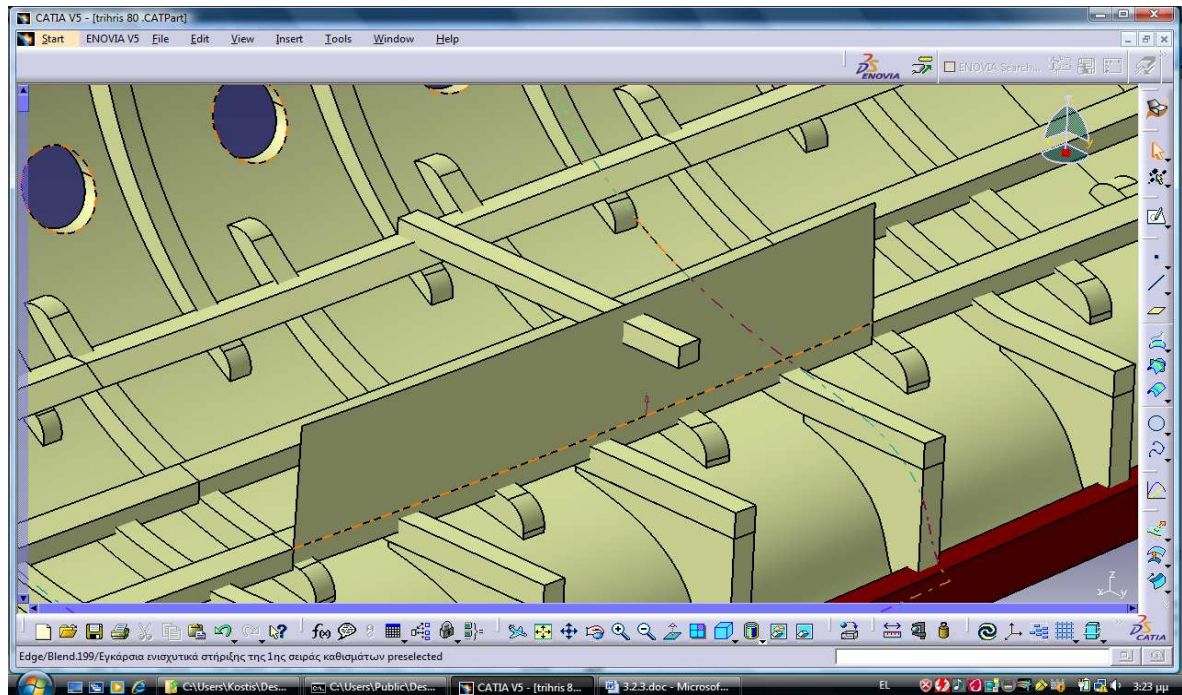 CATIA V5 - [trihris 80 .CATPart]
Start ENOVIA V5 File Edit View Insert Tools Window Help
ENOVIA
ENOVIA Search...
z
x y
f(x)
CATIA
Edge/Blend.199/Εγκάρσια ενισχυτικά στήριξης της 1ης σειράς καθισμάτων preselected
C:\Users\Kostis\Des... C:\Users\Public\Des... CATIA V5 - [trihris 8... 3.2.3.doc - Microsof... EL 3:23 μμ